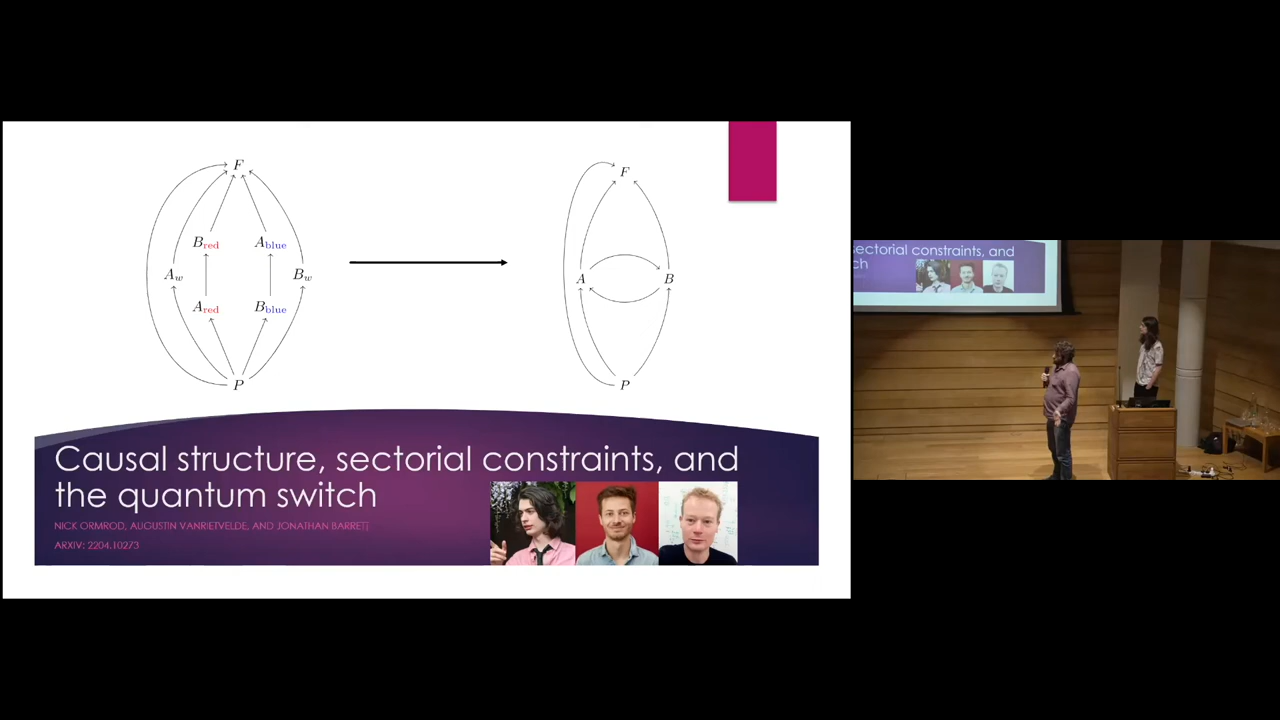 F
B_red A_blue
A_w B_w
A_red B_blue
P
F
A B
P
Causal structure, sectorial constraints, and
the quantum switch
NICK ORMROD, AUGUSTIN VANRIETVELDE, AND JONATHAN BARRETT
ARXIV: 2204.10273
sectorial constraints, and
ch